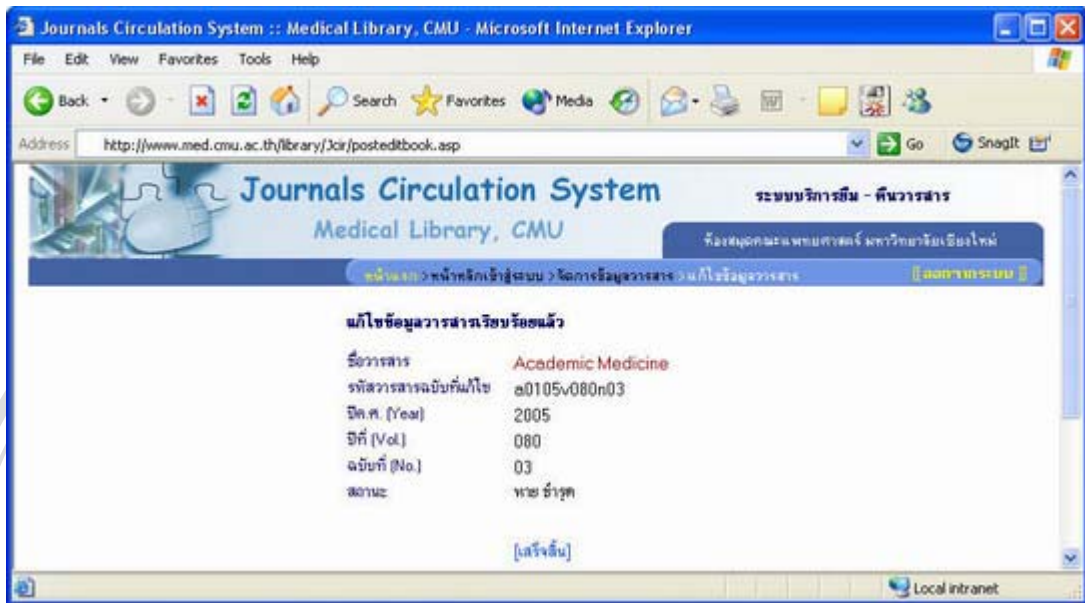 Journals Circulation System :: Medical Library, CMU - Microsoft Internet Explorer
File Edit View Favorites Tools Help
Back Search Favorites Media
Address http://www.med.cmu.ac.th/library/Jcir/posteditbook.asp Go SnagIt
Journals Circulation System
ระบบบริการยืม - คืนวารสาร
Medical Library, CMU
ห้องสมุดคณะแพทยศาสตร์ มหาวิทยาลัยเชียงใหม่
หน้าแรก > หน้าหลักเข้าสู่ระบบ > จัดการข้อมูลวารสาร > แก้ไขข้อมูลวารสาร [[ ออกจากระบบ ]]
แก้ไขข้อมูลวารสารเรียบร้อยแล้ว
ชื่อวารสาร Academic Medicine
รหัสวารสารฉบับที่แก้ไข a0105v080n03
ปีค.ศ. (Year) 2005
ปีที่ (Vol.) 080
ฉบับที่ (No.) 03
สถานะ หาย ชำรุด
[เสร็จสิ้น]
Local intranet